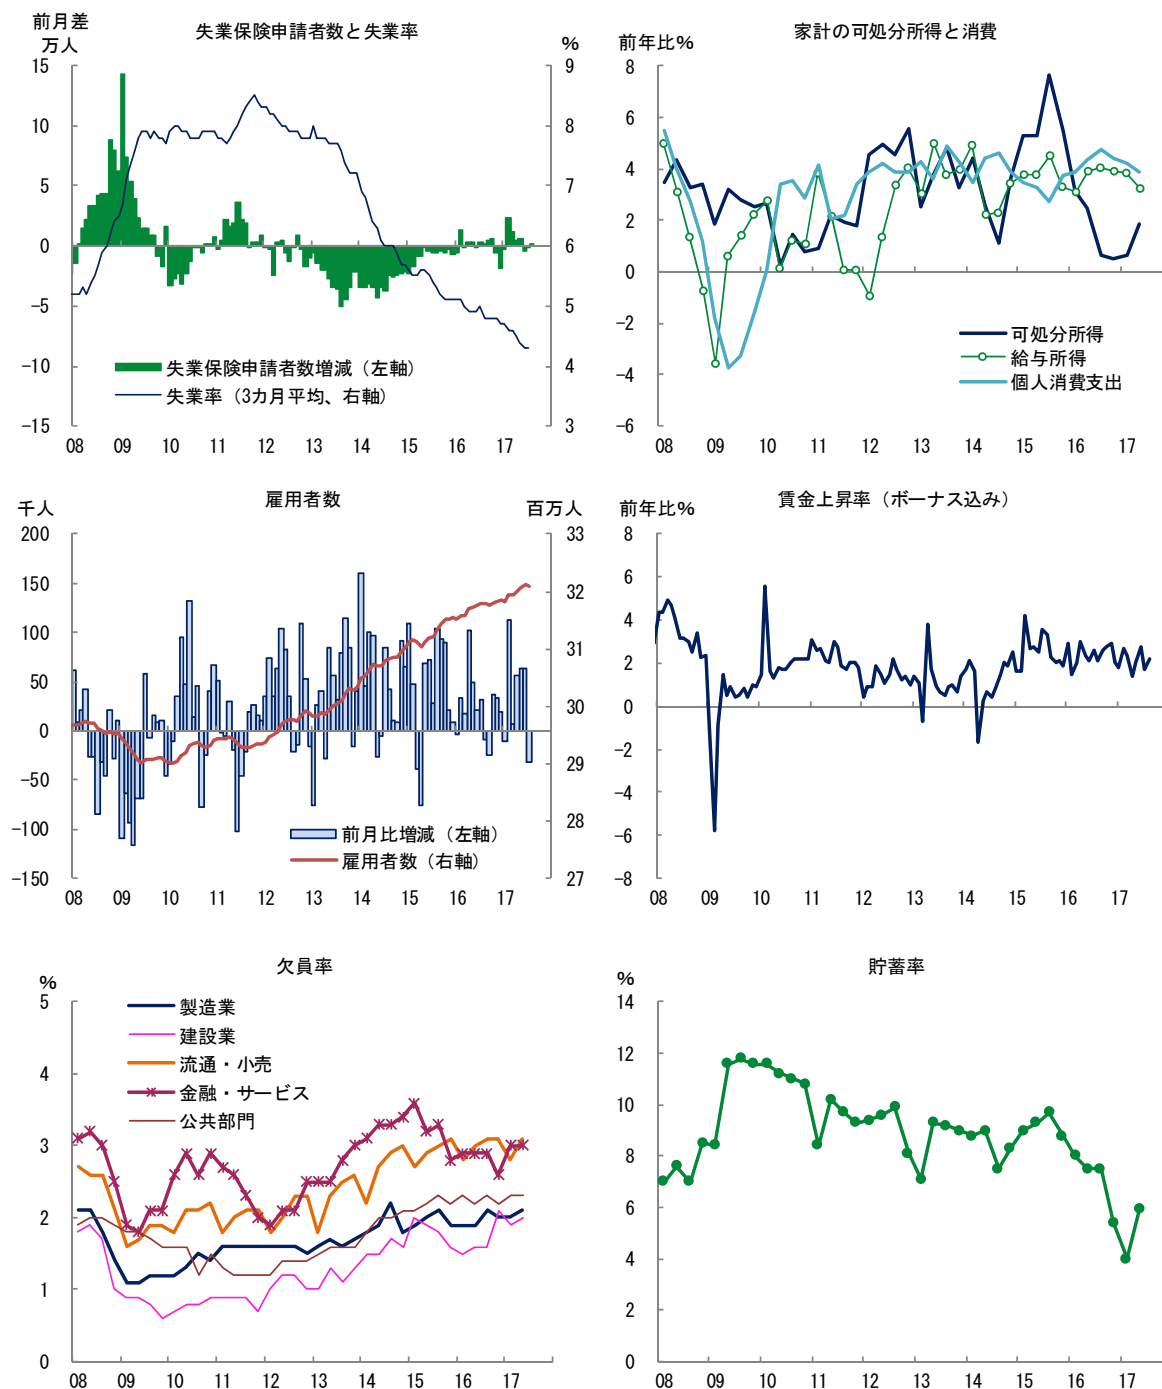 失業保険申請者数と失業率
前月差
万人
%
15
10
5
0
-5
-10
-15
9
8
7
6
5
4
3
失業保険申請者数増減（左軸）
失業率（3カ月平均、右軸）
08 09 10 11 12 13 14 15 16 17
家計の可処分所得と消費
前年比%
8
6
4
2
0
-2
-4
-6
可処分所得
給与所得
個人消費支出
08 09 10 11 12 13 14 15 16 17
雇用者数
千人
百万人
200
150
100
50
0
-50
-100
-150
33
32
31
30
29
28
27
前月比増減（左軸）
雇用者数（右軸）
08 09 10 11 12 13 14 15 16 17
賃金上昇率（ボーナス込み）
前年比%
8
6
4
2
0
-2
-4
-6
-8
08 09 10 11 12 13 14 15 16 17
欠員率
%
5
4
3
2
1
0
製造業
建設業
流通・小売
金融・サービス
公共部門
08 09 10 11 12 13 14 15 16 17
貯蓄率
%
14
12
10
8
6
4
2
0
08 09 10 11 12 13 14 15 16 17